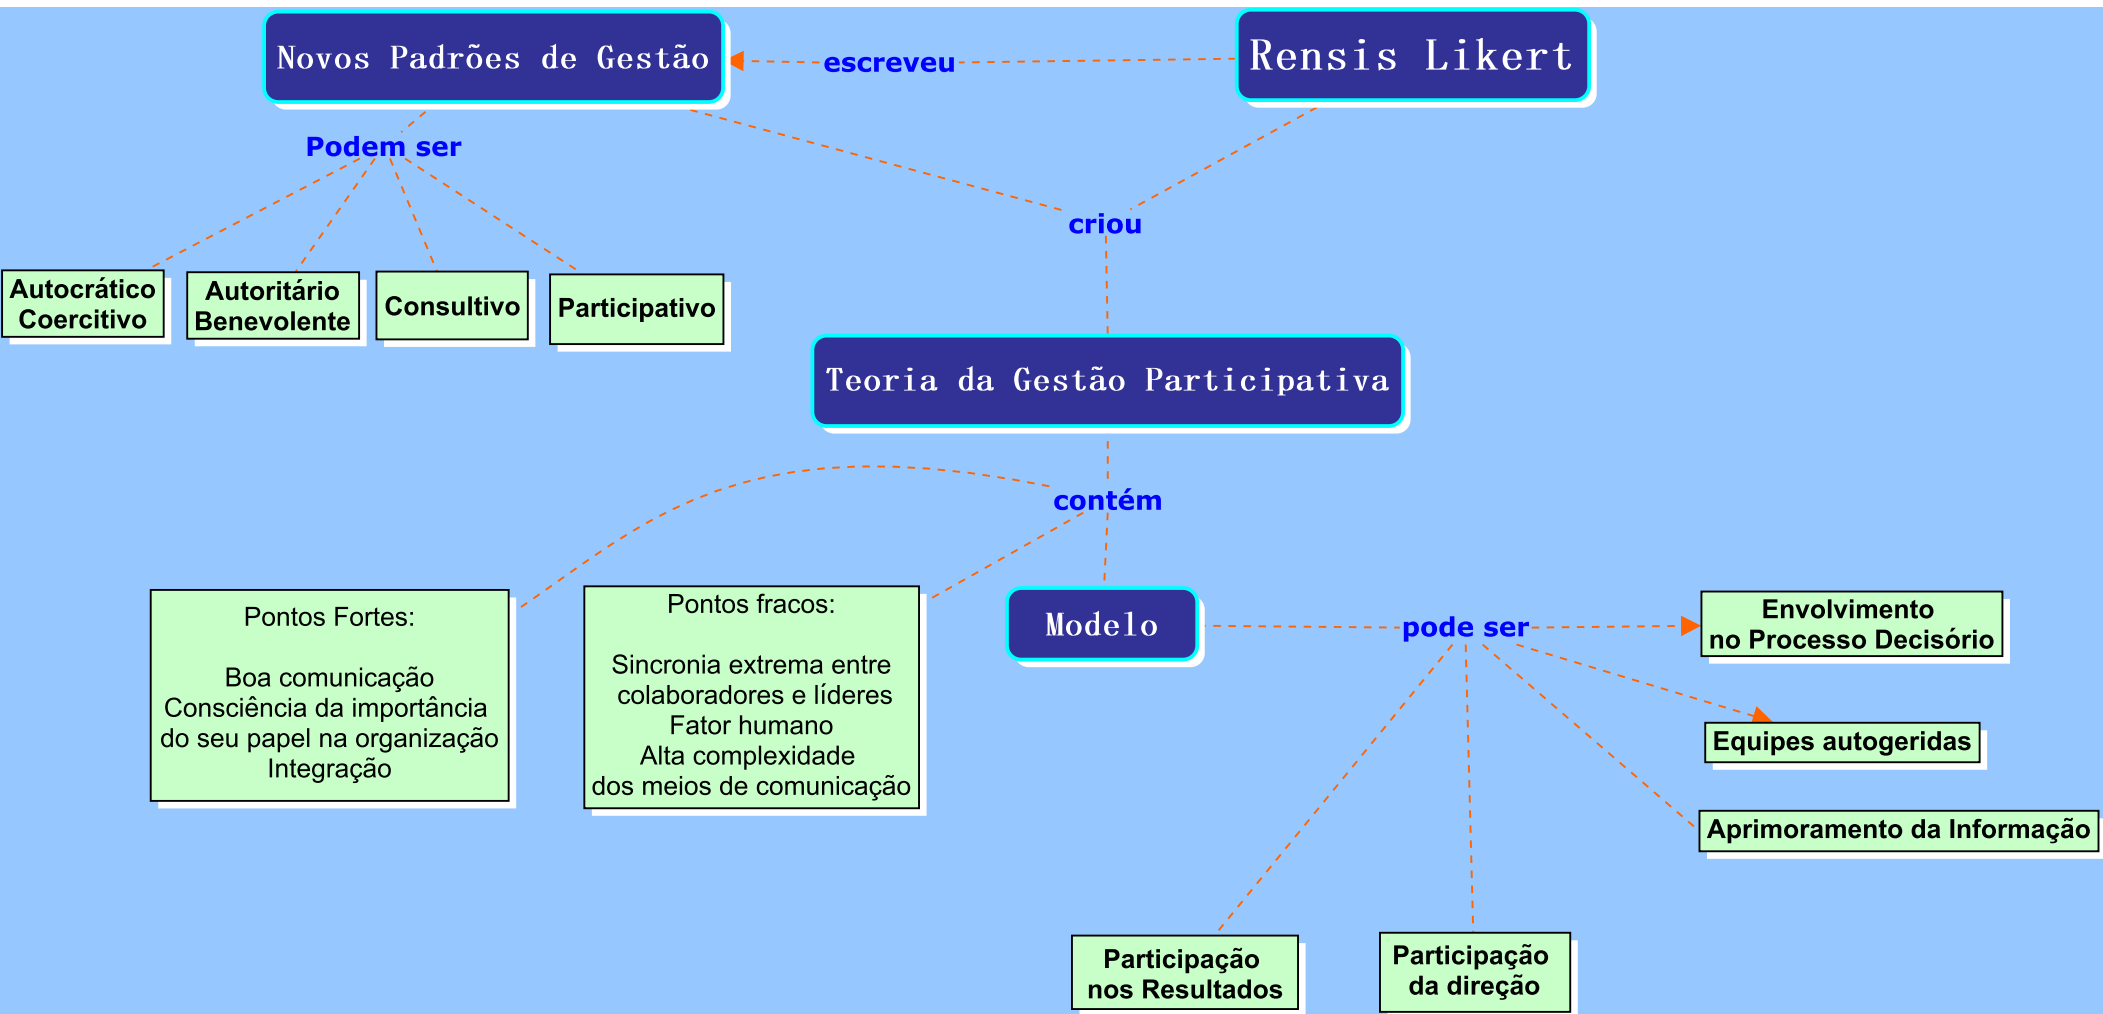 Novos Padrões de Gestão
escreveu
Rensis Likert
Podem ser
criou
Autocrático
Coercitivo
Autoritário
Benevolente
Consultivo
Participativo
Teoria da Gestão Participativa
contém
Pontos Fortes:
Boa comunicação
Consciência da importância
do seu papel na organização
Integração
Pontos fracos:
Sincronia extrema entre
colaboradores e líderes
Fator humano
Alta complexidade
dos meios de comunicação
Modelo
pode ser
Envolvimento
no Processo Decisório
Equipes autogeridas
Aprimoramento da Informação
Participação
nos Resultados
Participação
da direção